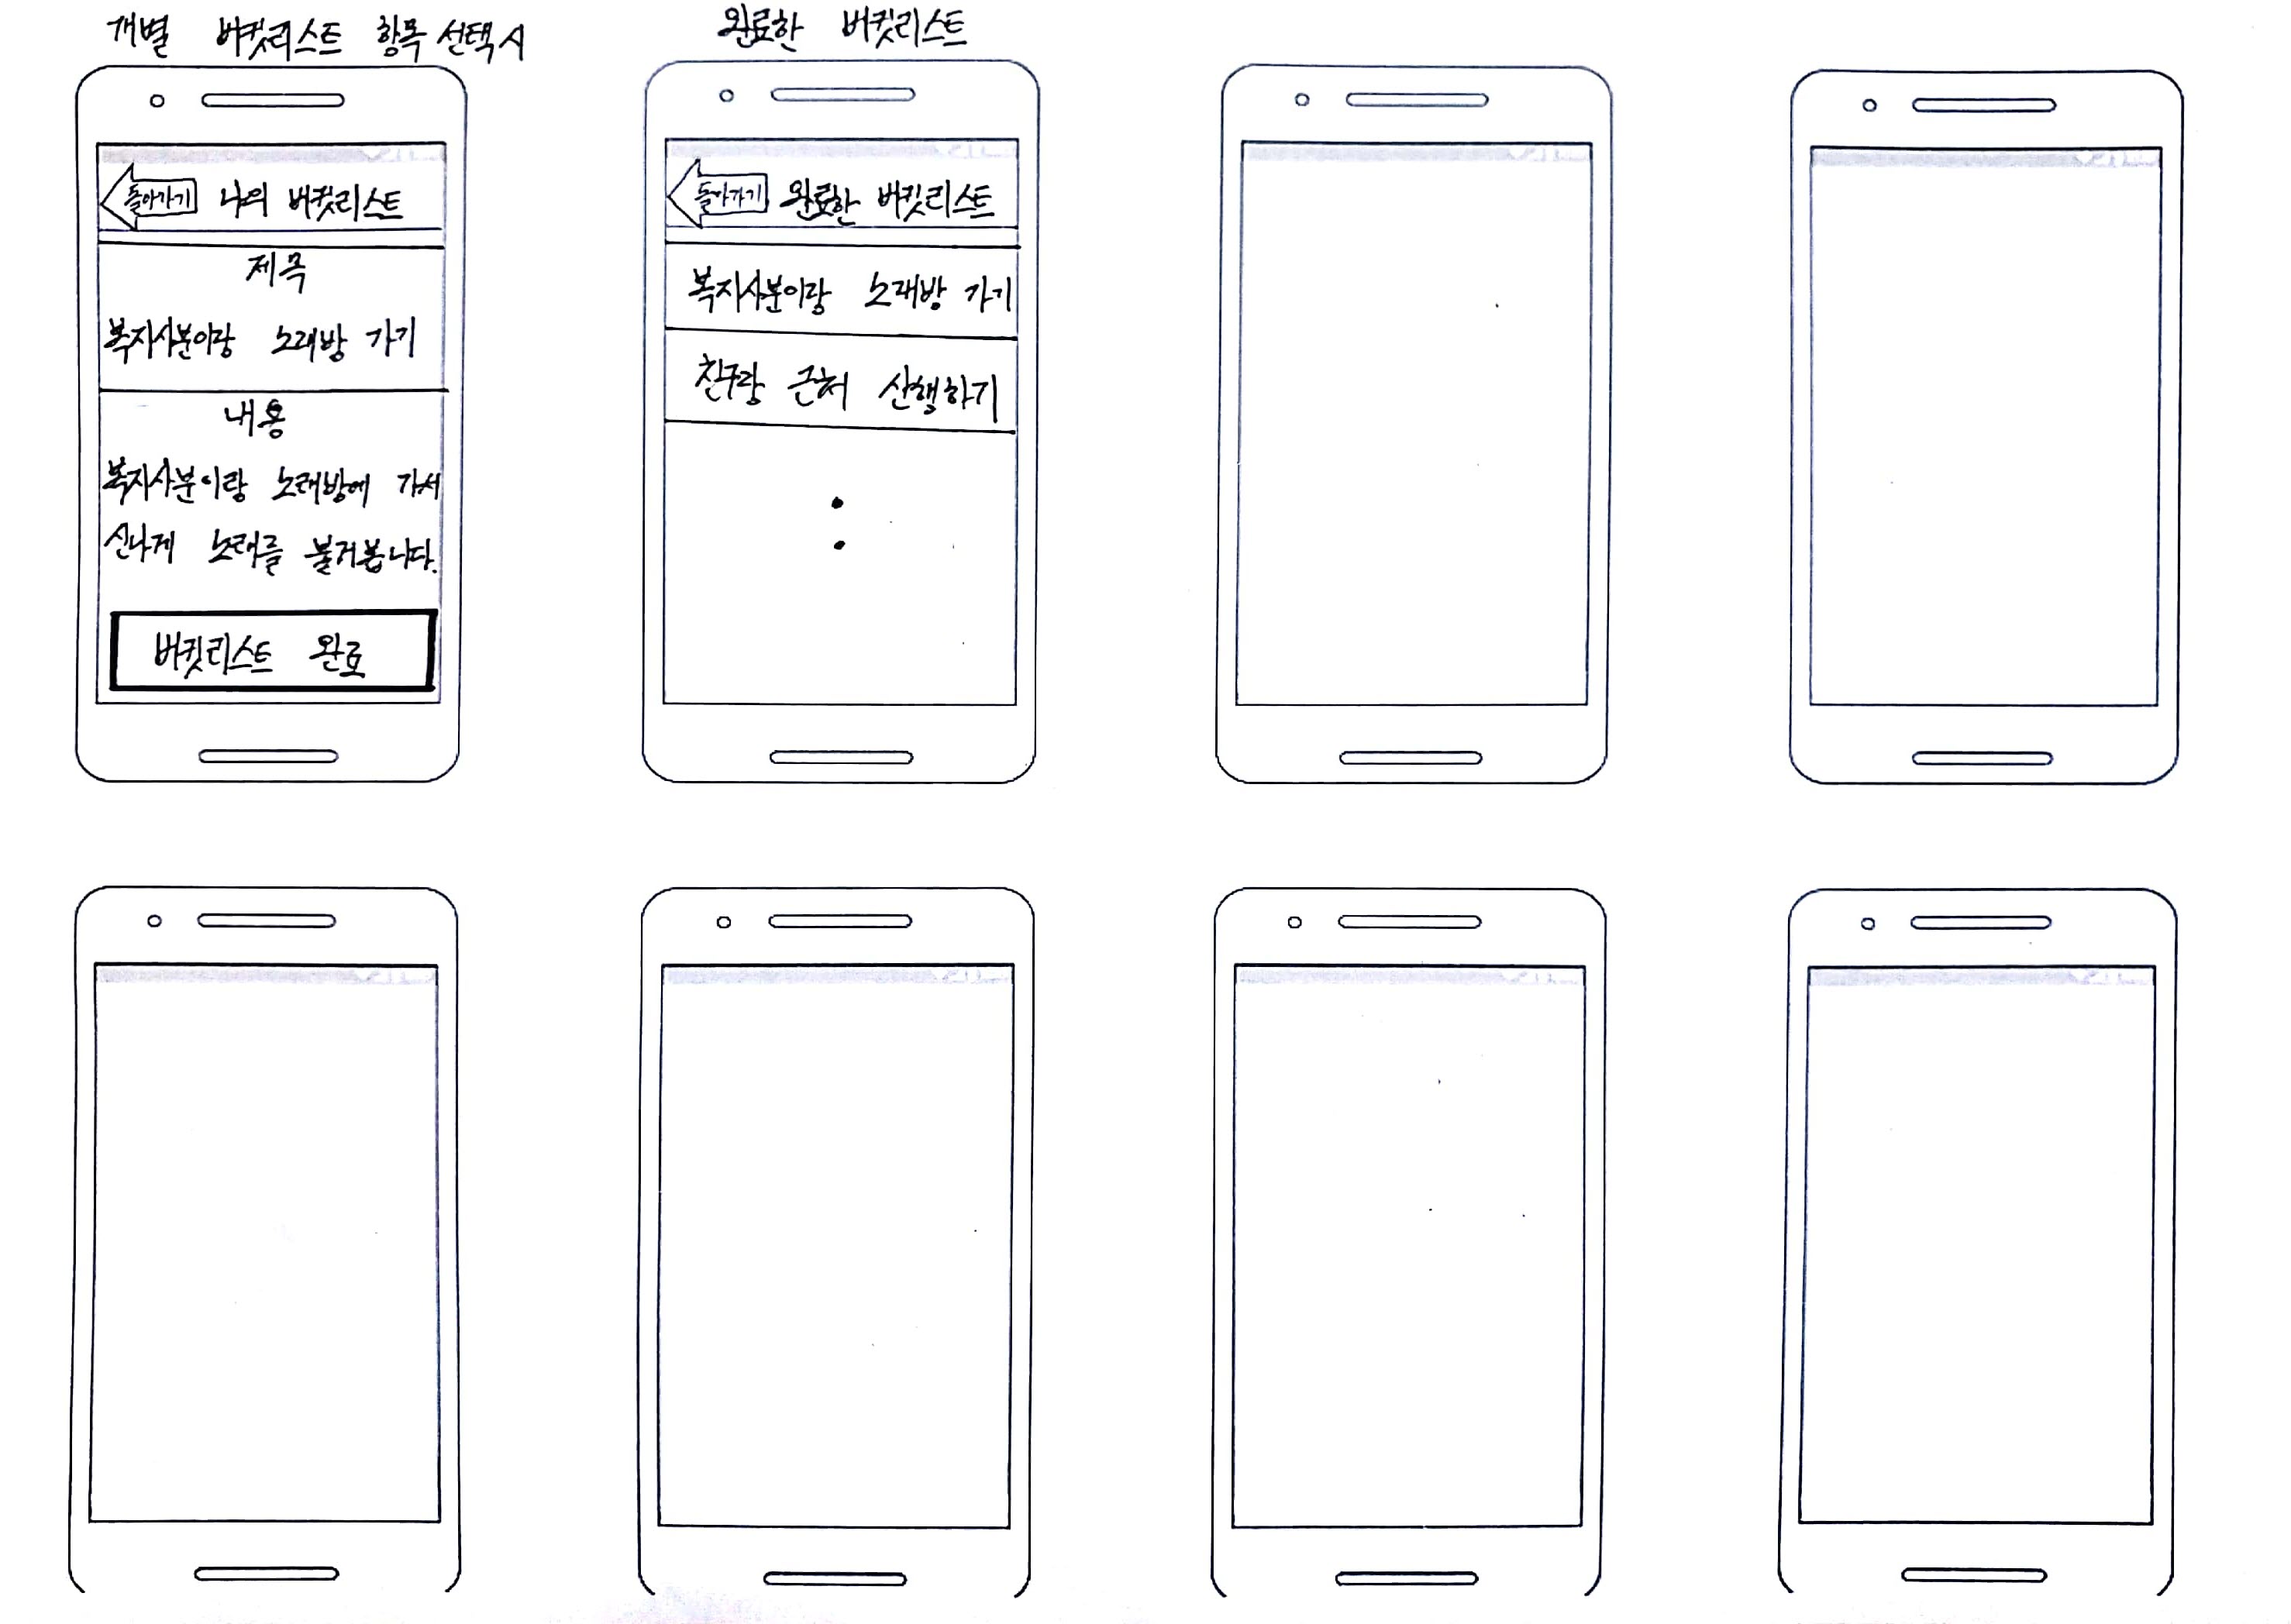 개별 버킷리스트 항목 선택시
돌아가기 나의 버킷리스트
제목
복지사분이랑 노래방 가기
내용
복지사분이랑 노래방에 가서
신나게 노래를 불러봅니다.
버킷리스트 완료
완료한 버킷리스트
돌아가기 완료한 버킷리스트
복지사분이랑 노래방 가기
친구랑 근처 산행하기